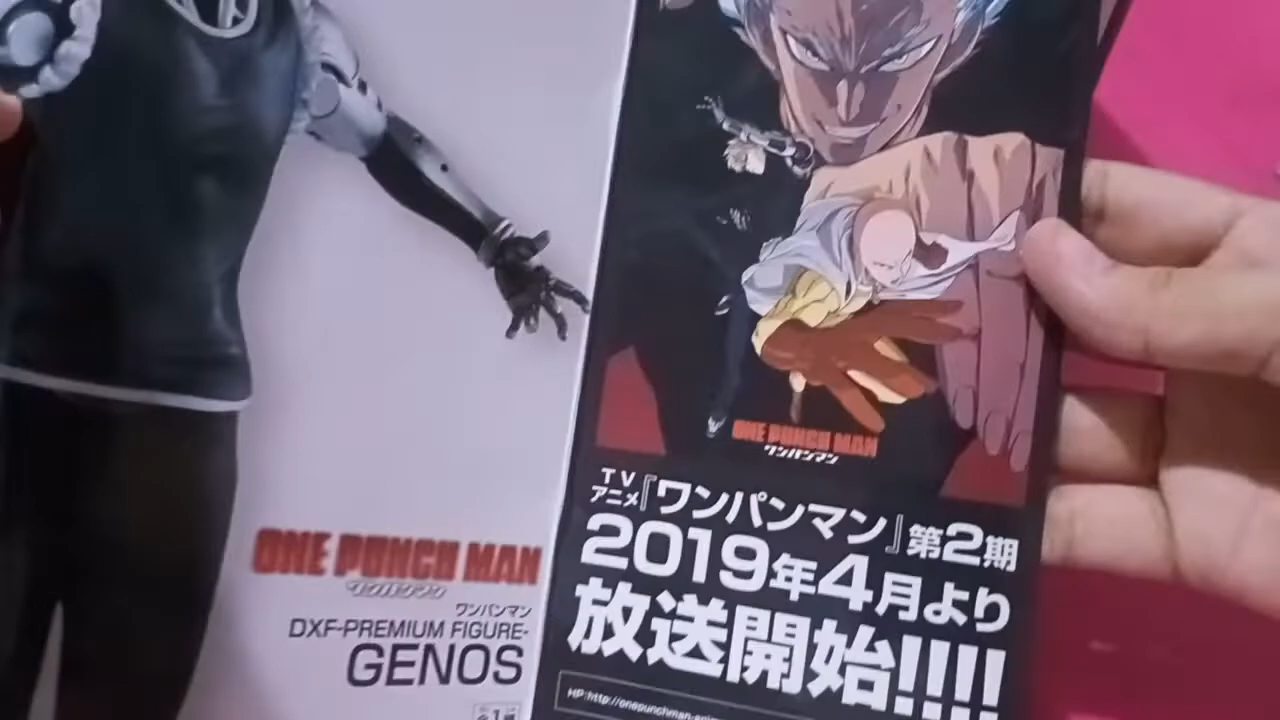 ONE PUNCH MAN
ワンパンマン
ワンパンマン
DXF-PREMIUM FIGURE-
GENOS
全1種
ONE PUNCH MAN
ワンパンマン
TVアニメ『ワンパンマン』第2期
2019年4月より
放送開始!!!!
HP:http://onepunchman-anime